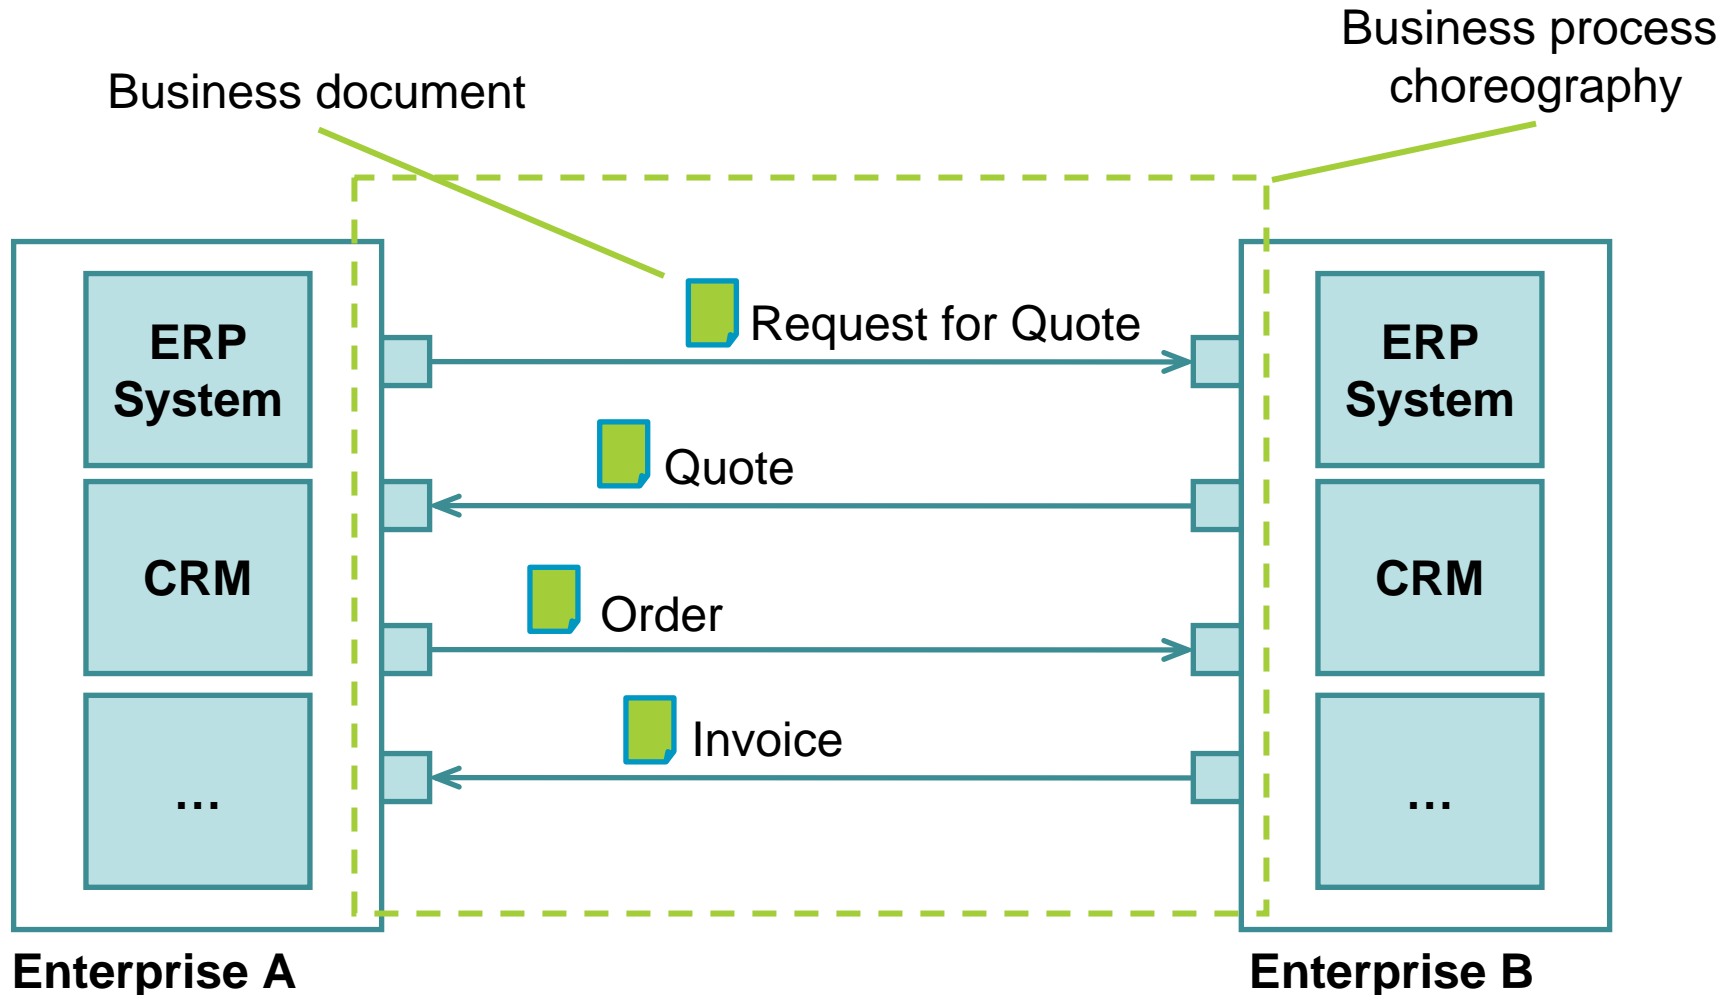 Business process
choreography
Business document
Request for Quote
ERP
System
ERP
System
Quote
CRM
CRM
Order
Invoice
...
...
Enterprise A
Enterprise B